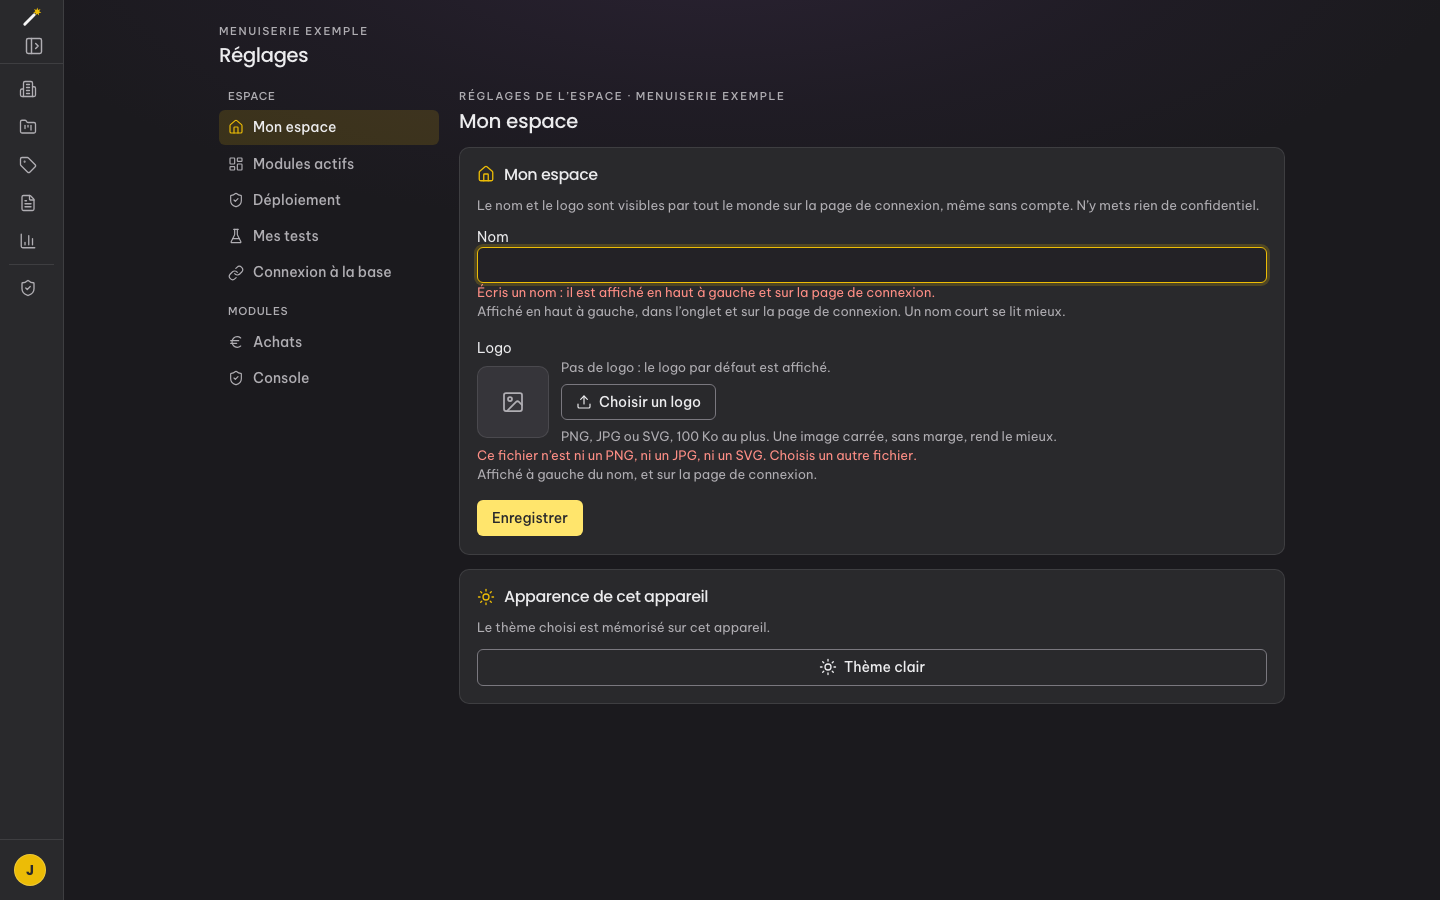 MENUISERIE EXEMPLE
Réglages
ESPACE
Mon espace
Modules actifs
Déploiement
Mes tests
Connexion à la base
MODULES
Achats
Console
RÉGLAGES DE L'ESPACE · MENUISERIE EXEMPLE
Mon espace
Mon espace
Le nom et le logo sont visibles par tout le monde sur la page de connexion, même sans compte. N'y mets rien de confidentiel.
Nom
Écris un nom : il est affiché en haut à gauche et sur la page de connexion.
Affiché en haut à gauche, dans l'onglet et sur la page de connexion. Un nom court se lit mieux.
Logo
Pas de logo : le logo par défaut est affiché.
Choisir un logo
PNG, JPG ou SVG, 100 Ko au plus. Une image carrée, sans marge, rend le mieux.
Ce fichier n'est ni un PNG, ni un JPG, ni un SVG. Choisis un autre fichier.
Affiché à gauche du nom, et sur la page de connexion.
Enregistrer
Apparence de cet appareil
Le thème choisi est mémorisé sur cet appareil.
Thème clair
J